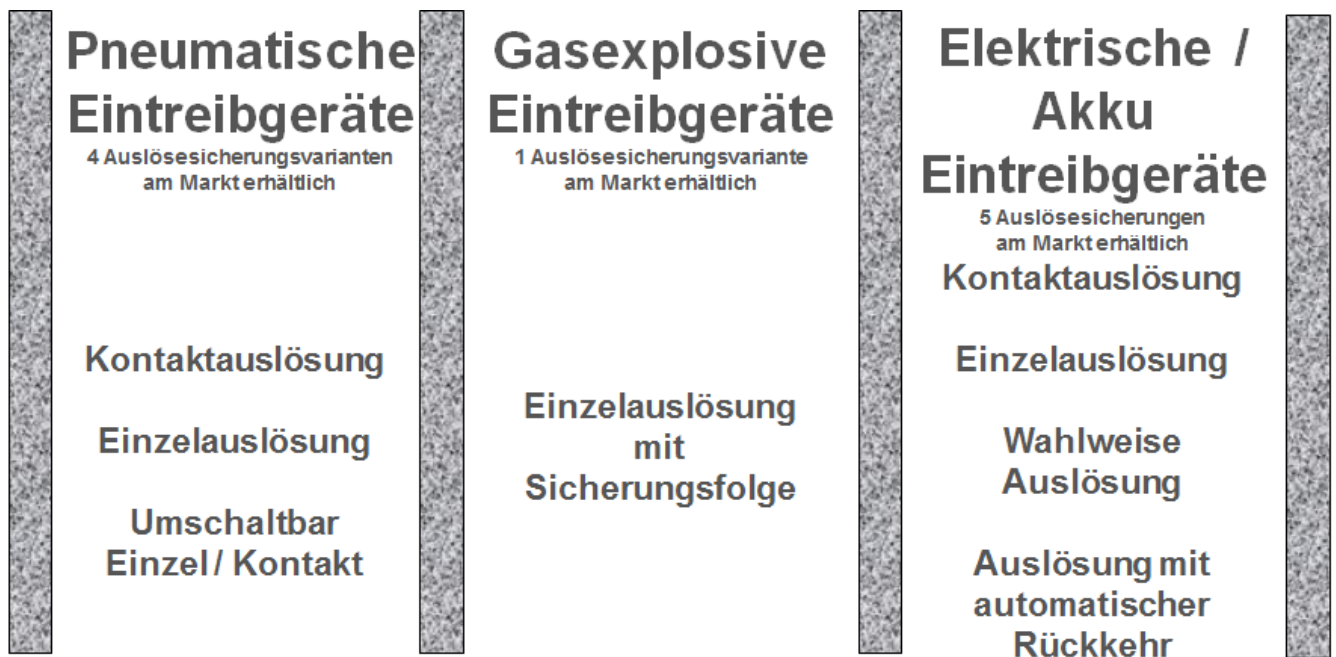 Pneumatische
Eintreibgeräte
4 Auslösesicherungsvarianten
am Markt erhältlich
Kontaktauslösung
Einzelauslösung
Umschaltbar
Einzel / Kontakt
Gasexplosive
Eintreibgeräte
1 Auslösesicherungsvariante
am Markt erhältlich
Einzelauslösung
mit
Sicherungsfolge
Elektrische /
Akku
Eintreibgeräte
5 Auslösesicherungen
am Markt erhältlich
Kontaktauslösung
Einzelauslösung
Wahlweise
Auslösung
Auslösung mit
automatischer
Rückkehr